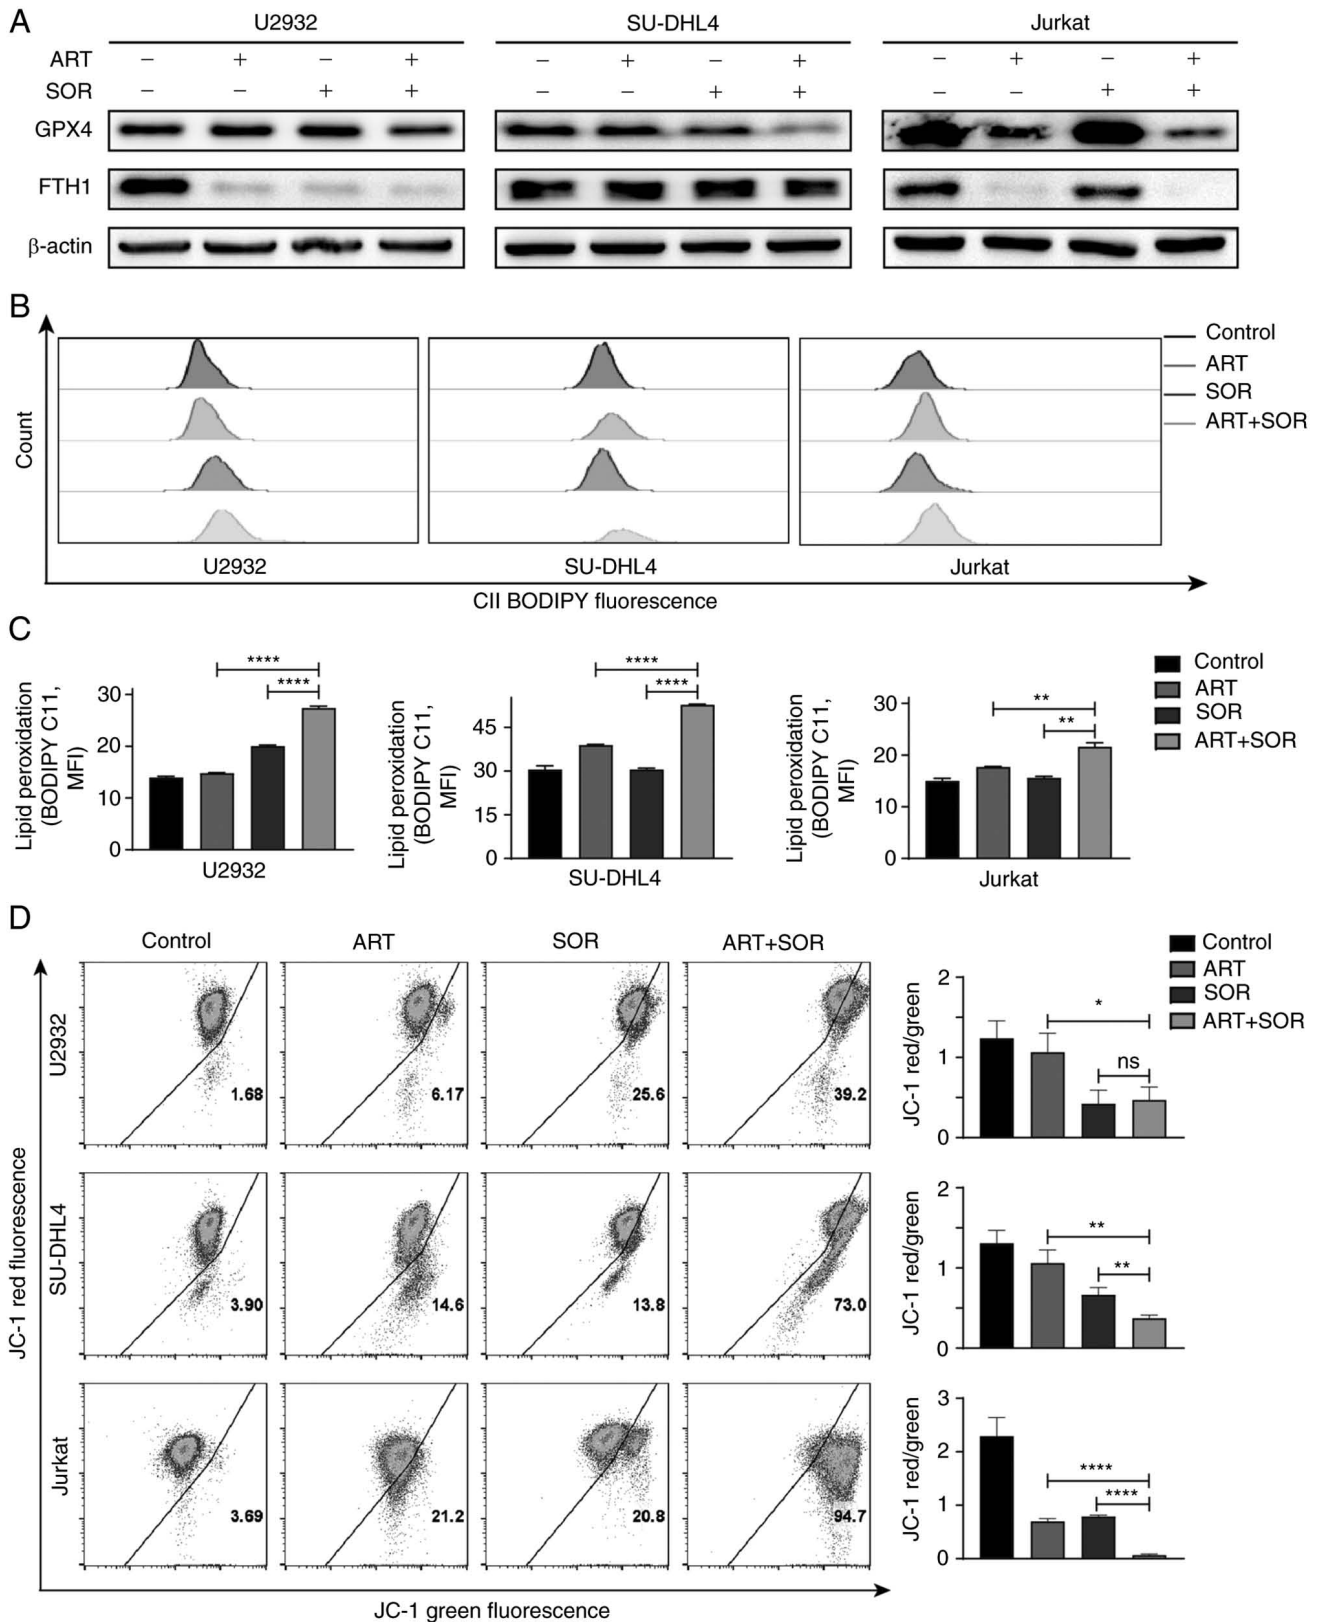 A
U2932 SU-DHL4 Jurkat
ART − + − + − + − + − + − +
SOR − − + + − − + + − − + +
GPX4
FTH1
β-actin
B
Control
ART
SOR
ART+SOR
Count
U2932 SU-DHL4 Jurkat
CII BODIPY fluorescence
C
**** **** ** 
**** **** **
Control
ART
SOR
ART+SOR
Lipid peroxidation
(BODIPY C11,
MFI)
30
20
10
0
U2932
Lipid peroxidation
(BODIPY C11,
MFI)
45
30
15
0
SU-DHL4
Lipid peroxidation
(BODIPY C11,
MFI)
30
20
10
0
Jurkat
D
Control ART SOR ART+SOR
Control
ART
SOR
ART+SOR
U2932
1.68 6.17 25.6 39.2
JC-1 red/green
2
1
0
*
ns
SU-DHL4
3.90 14.6 13.8 73.0
JC-1 red/green
2
1
0
**
**
Jurkat
3.69 21.2 20.8 94.7
JC-1 red/green
3
2
1
0
****
****
JC-1 red fluorescence
JC-1 green fluorescence